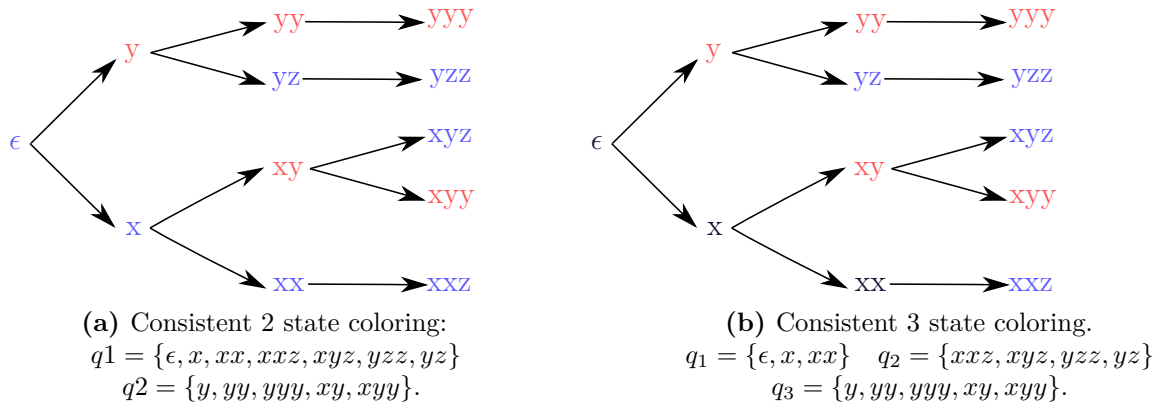 ϵ
y
x
yy
yz
xy
xx
yyy
yzz
xyz
xyy
xxz
(a) Consistent 2 state coloring:
q1 = {ϵ, x, xx, xxz, xyz, yzz, yz}
q2 = {y, yy, yyy, xy, xyy}.
ϵ
y
x
yy
yz
xy
xx
yyy
yzz
xyz
xyy
xxz
(b) Consistent 3 state coloring.
q₁ = {ϵ, x, xx} q₂ = {xxz, xyz, yzz, yz}
q₃ = {y, yy, yyy, xy, xyy}.